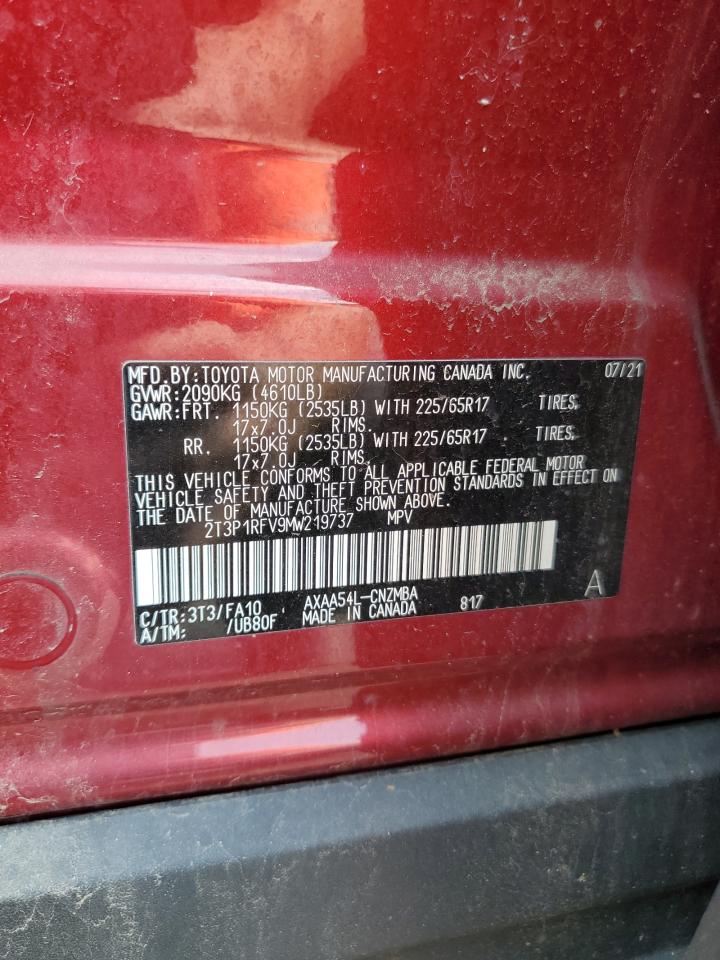 MFD.BY:TOYOTA MOTOR MANUFACTURING CANADA INC. 07/21
GVWR:2090KG (4610LB)
GAWR:FRT. 1150KG (2535LB) WITH 225/65R17 TIRES,
17x7.0J RIMS.
RR. 1150KG (2535LB) WITH 225/65R17 TIRES,
17x7.0J RIMS.
THIS VEHICLE CONFORMS TO ALL APPLICABLE FEDERAL MOTOR
VEHICLE SAFETY AND THEFT PREVENTION STANDARDS IN EFFECT ON
THE DATE OF MANUFACTURE SHOWN ABOVE.
2T3P1RFV9MW219737 MPV
C/TR:3T3/FA10 AXAA54L-CNZMBA 817 A
A/TM: /UB80F MADE IN CANADA